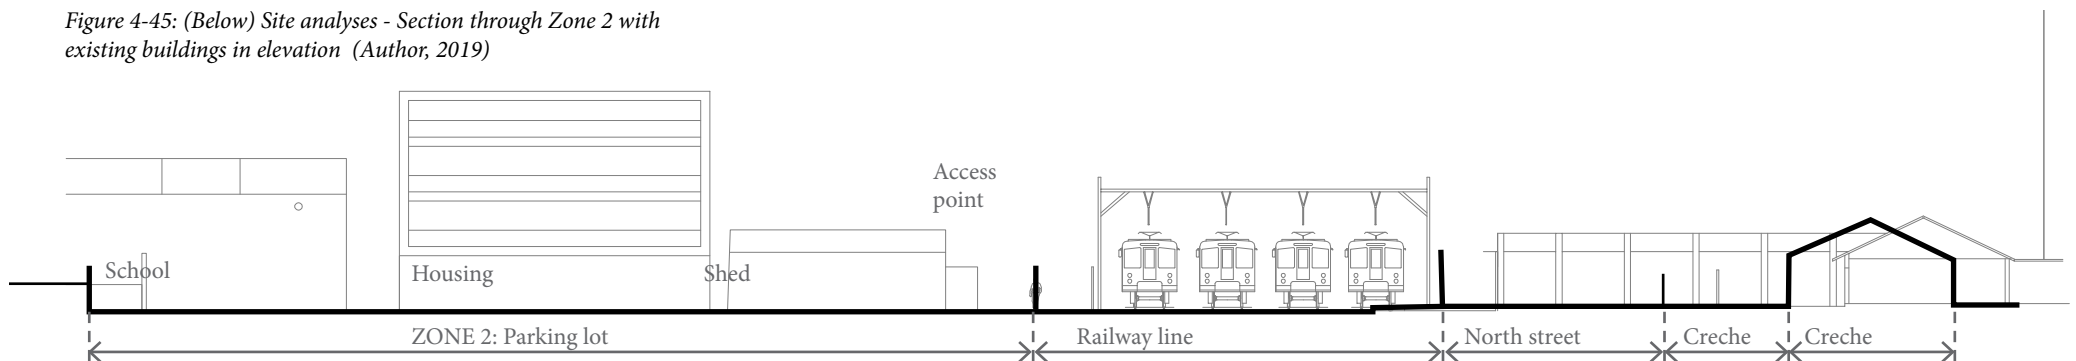 Figure 4-45: (Below) Site analyses - Section through Zone 2 with
existing buildings in elevation (Author, 2019)
Access
point
School
Housing
Shed
ZONE 2: Parking lot
Railway line
North street
Creche
Creche